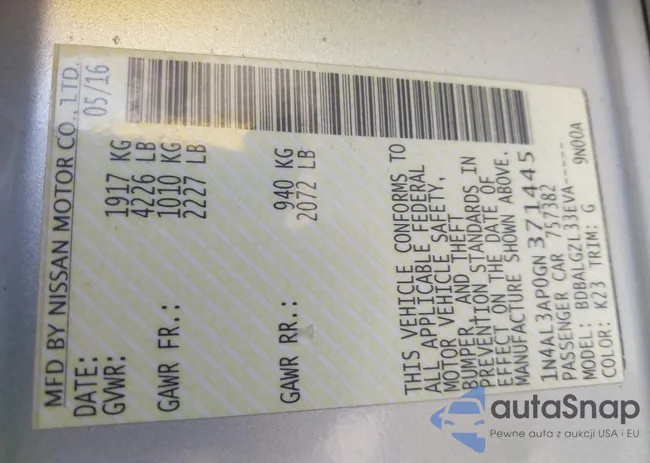 MFD BY NISSAN MOTOR CO., LTD.
DATE: 05/16
GVWR: 1917 KG
4226 LB
GAWR FR.: 1010 KG
2227 LB
GAWR RR.: 940 KG
2072 LB
THIS VEHICLE CONFORMS TO
ALL APPLICABLE FEDERAL
MOTOR VEHICLE SAFETY,
BUMPER, AND THEFT
PREVENTION STANDARDS IN
EFFECT ON THE DATE OF
MANUFACTURE SHOWN ABOVE.
1N4AL3AP0GN371445
PASSENGER CAR 757382
MODEL: BDBALGZL33EVA-----
COLOR: K23 TRIM: G 9N00A
autaSnap
Pewne auta z aukcji USA i EU